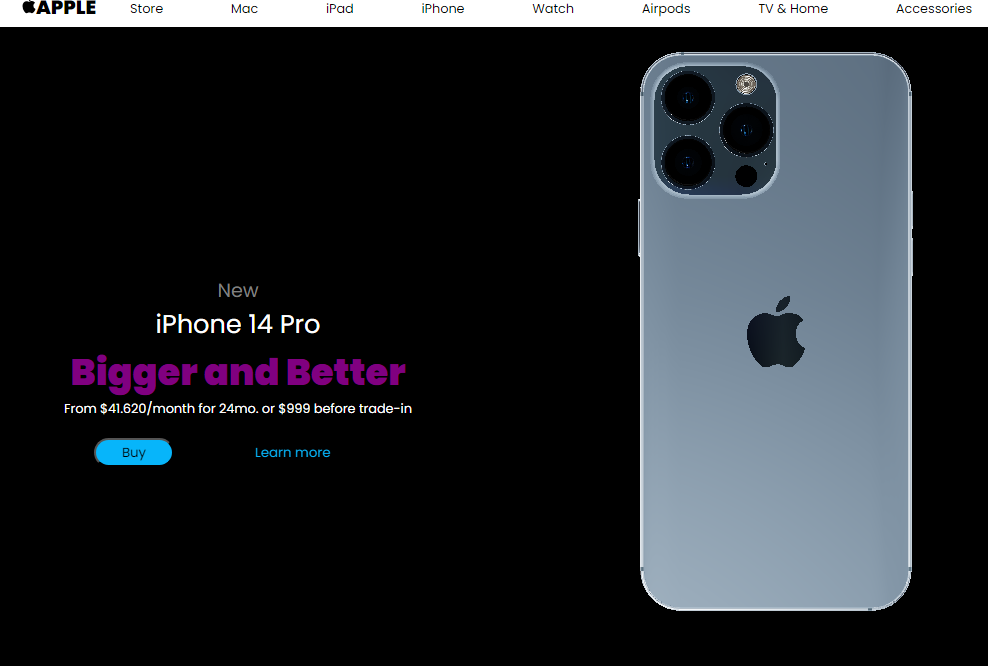 APPLE Store Mac iPad iPhone Watch Airpods TV & Home Accessories
New
iPhone 14 Pro
Bigger and Better
From $41.620/month for 24mo. or $999 before trade-in
Buy Learn more